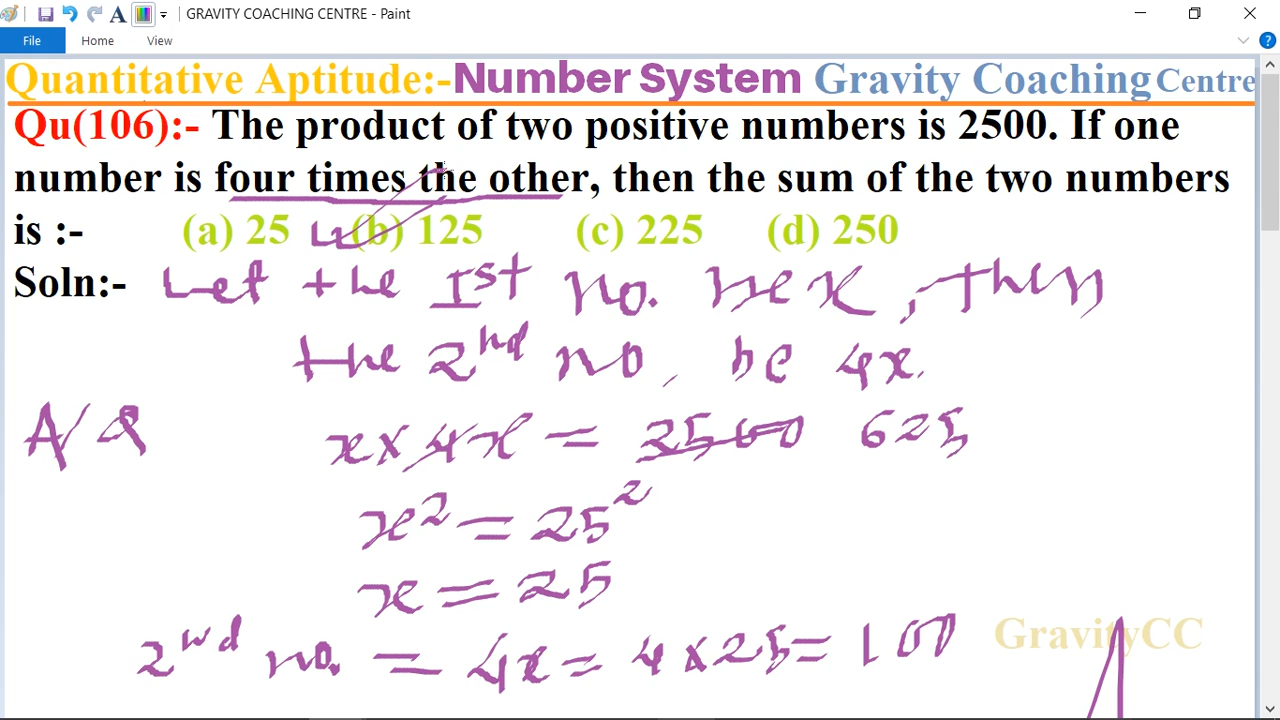 GRAVITY COACHING CENTRE - Paint
File Home View
Quantitative Aptitude:-Number System Gravity Coaching Centre
Qu(106):- The product of two positive numbers is 2500. If one
number is four times the other, then the sum of the two numbers
is :- (a) 25 (b) 125 (c) 225 (d) 250
Soln:- Let the Ist no. be x, then
the 2nd no. be 4x.
A/Q x×4x = 2500 625
x² = 25²
x = 25
2nd no. = 4x = 4×25 = 100
GravityCC